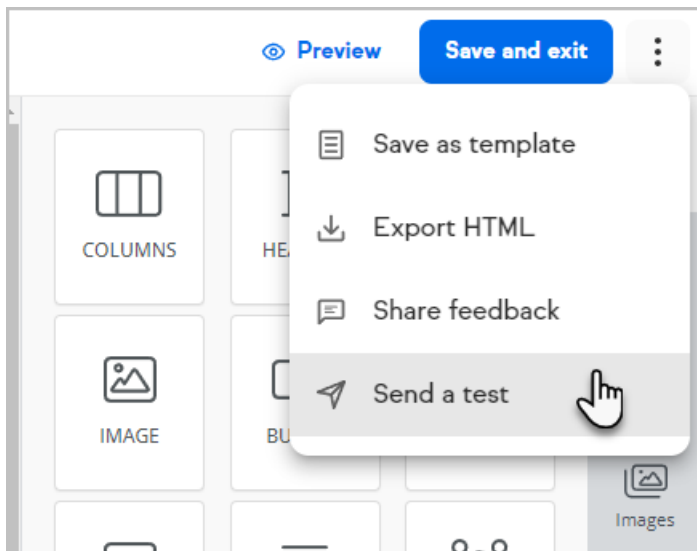 Preview
Save and exit
Save as template
Export HTML
Share feedback
Send a test
COLUMNS
IMAGE
Images